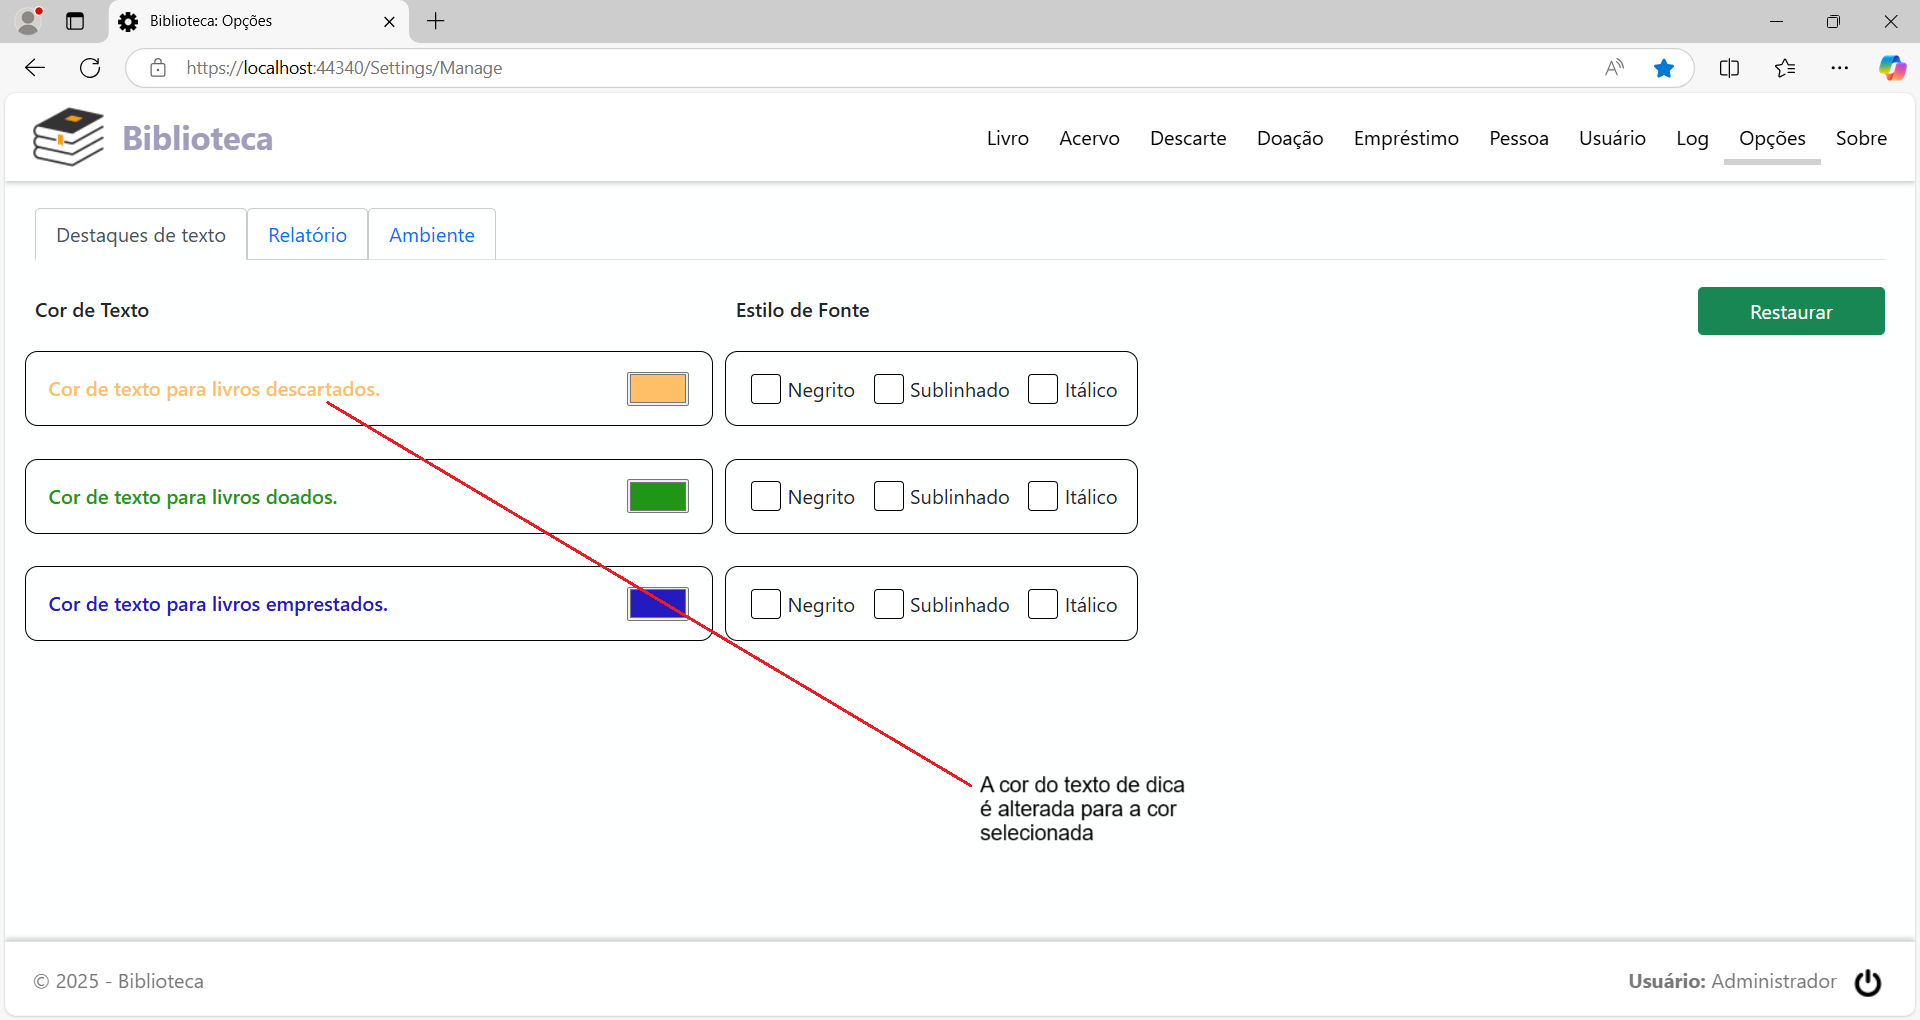 Biblioteca: Opções
https://localhost:44340/Settings/Manage
Biblioteca
Livro Acervo Descarte Doação Empréstimo Pessoa Usuário Log Opções Sobre
Destaques de texto Relatório Ambiente
Cor de Texto Estilo de Fonte Restaurar
Cor de texto para livros descartados. Negrito Sublinhado Itálico
Cor de texto para livros doados. Negrito Sublinhado Itálico
Cor de texto para livros emprestados. Negrito Sublinhado Itálico
A cor do texto de dica
é alterada para a cor
selecionada
© 2025 - Biblioteca Usuário: Administrador